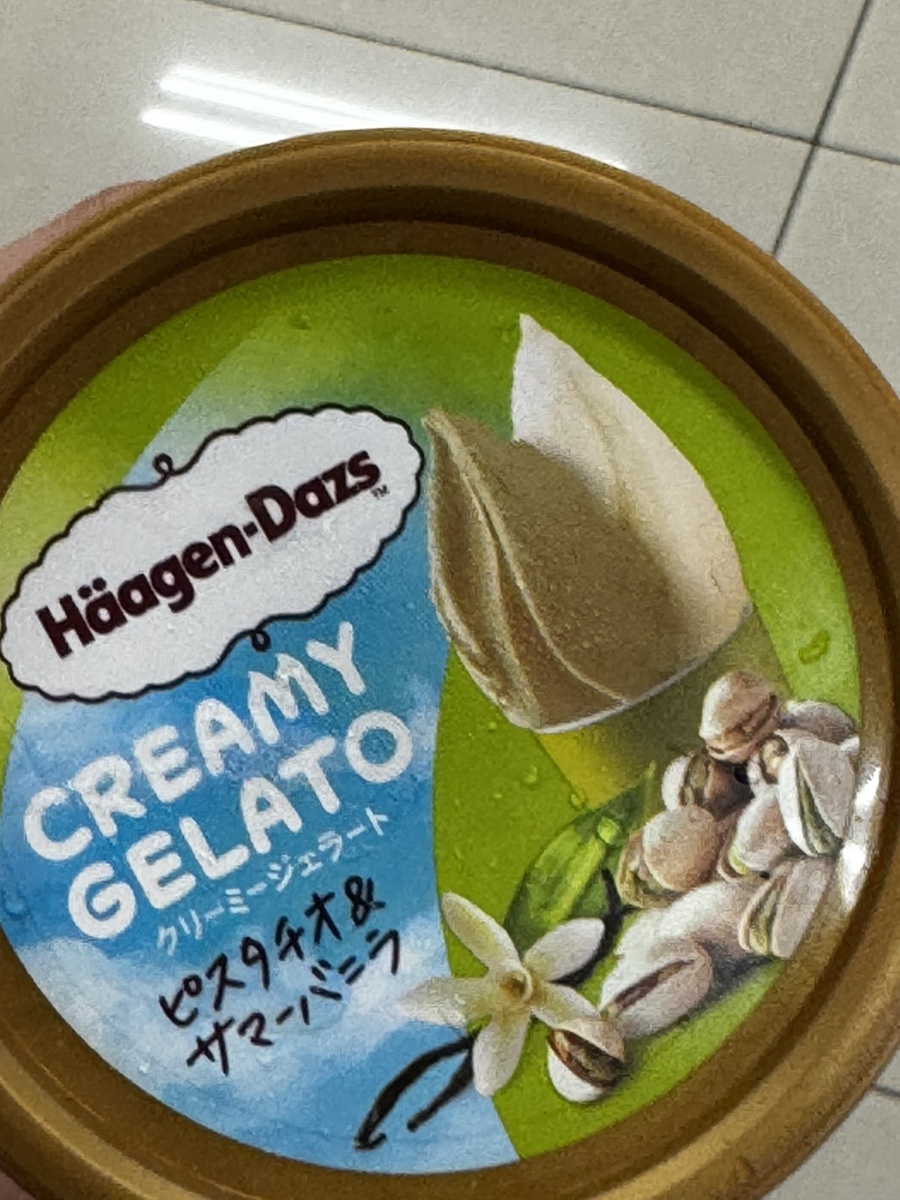 Häagen-Dazs™
CREAMY
GELATO
クリーミージェラート
ピスタチオ&
サマーバニラ